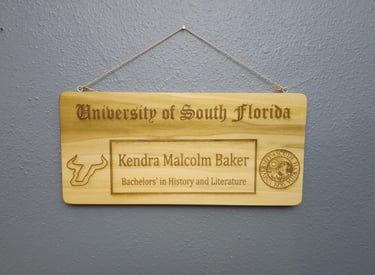 University of South Florida
Kendra Malcolm Baker
Bachelors' in History and Literature